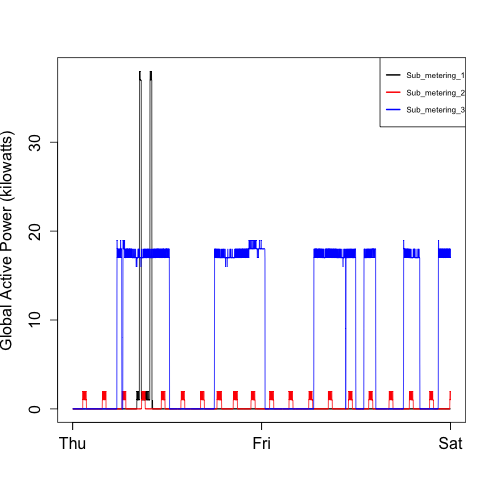 Global Active Power (kilowatts)
30
20
10
0
Sub_metering_1
Sub_metering_2
Sub_metering_3
Thu
Fri
Sat